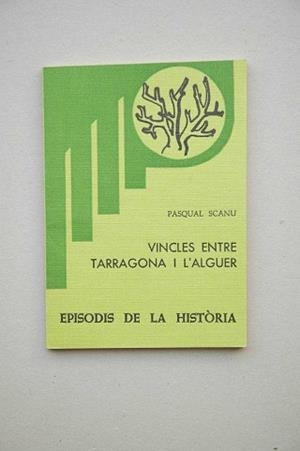 PASQUAL SCANU
VINCLES ENTRE
TARRAGONA I L'ALGUER
EPISODIS DE LA HISTÒRIA